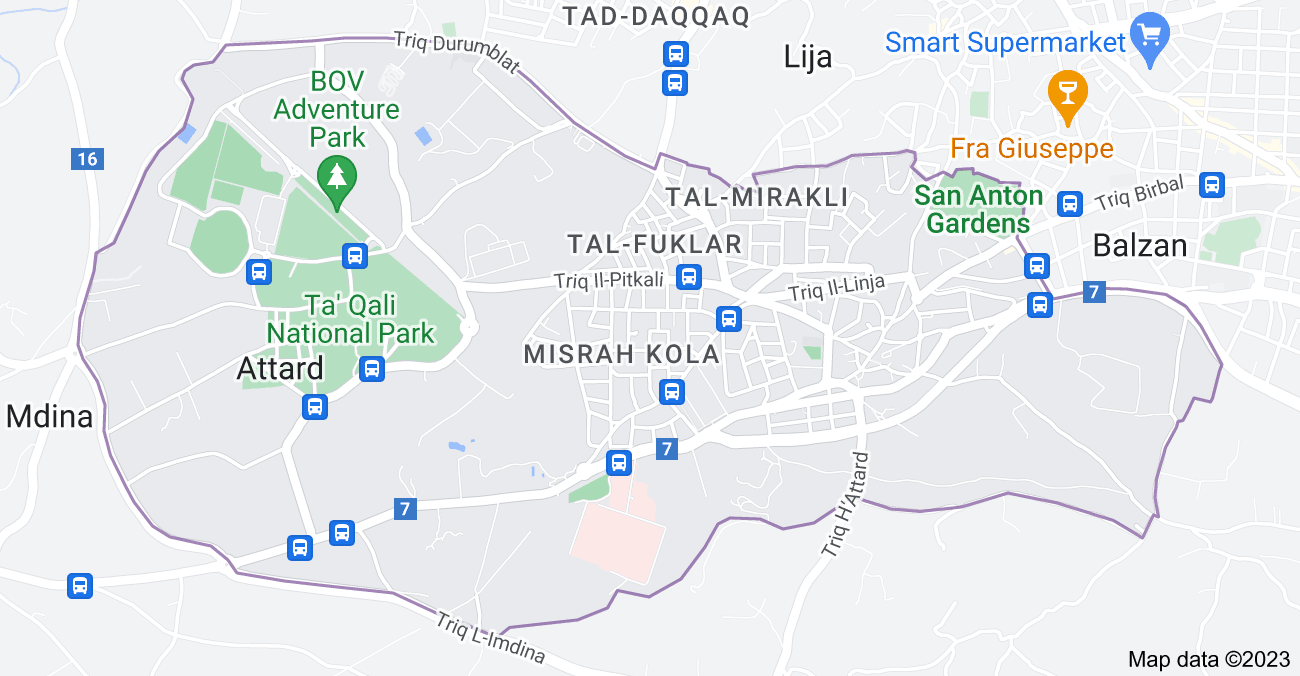 TAD-DAQQAQ
Triq Durumblat
Lija
Smart Supermarket
BOV
Adventure
Park
16
Fra Giuseppe
TAL-MIRAKLI
San Anton
Gardens
Triq Birbal
TAL-FUKLAR
Balzan
Triq Il-Pitkali
Triq Il-Linja
7
Ta' Qali
National Park
MISRAH KOLA
Attard
Mdina
7
7
Triq H'Attard
Triq L-Imdina
Map data ©2023